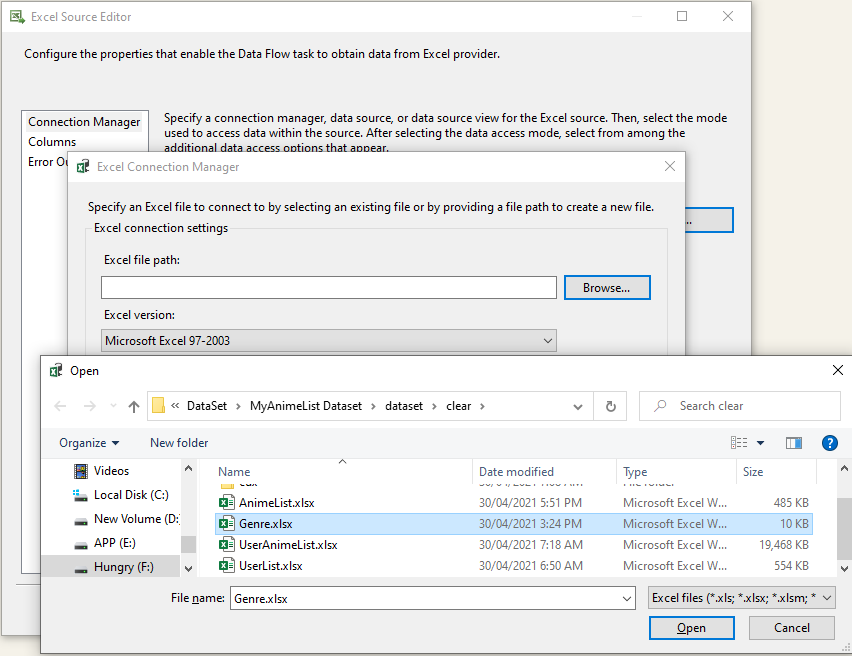 Excel Source Editor
Configure the properties that enable the Data Flow task to obtain data from Excel provider.
Connection Manager
Columns
Error Ou
Specify a connection manager, data source, or data source view for the Excel source. Then, select the mode
used to access data within the source. After selecting the data access mode, select from among the
additional data access options that appear.
Excel Connection Manager
Specify an Excel file to connect to by selecting an existing file or by providing a file path to create a new file.
Excel connection settings
Excel file path:
Browse...
Excel version:
Microsoft Excel 97-2003
Open
« DataSet › MyAnimeList Dataset › dataset › clear ›
Search clear
Organize
New folder
Videos
Local Disk (C:)
New Volume (D:)
APP (E:)
Hungry (F:)
Name Date modified Type Size
AnimeList.xlsx 30/04/2021 5:51 PM Microsoft Excel W... 485 KB
Genre.xlsx 30/04/2021 3:24 PM Microsoft Excel W... 10 KB
UserAnimeList.xlsx 30/04/2021 7:18 AM Microsoft Excel W... 19,468 KB
UserList.xlsx 30/04/2021 6:50 AM Microsoft Excel W... 554 KB
File name: Genre.xlsx
Excel files (*.xls; *.xlsx; *.xlsm; *
Open
Cancel